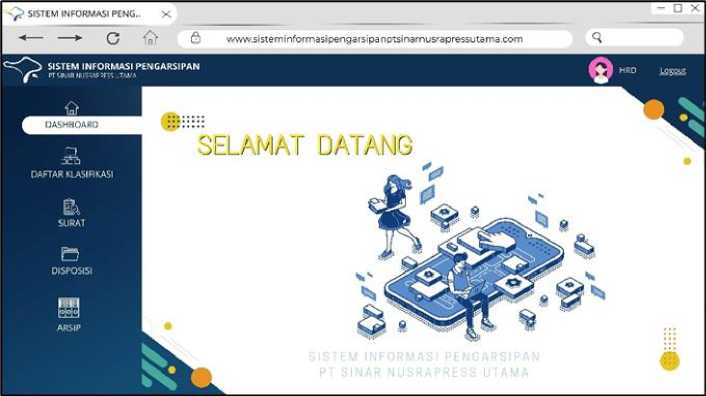 SISTEM INFORMASI PENG..
www.sisteminformasipengarsipanptsinarnusrapressutama.com
SISTEM INFORMASI PENGARSIPAN
PT SINAR NUSRAPRESS UTAMA
HRD
Logout
DASHBOARD
DAFTAR KLASIFIKASI
SURAT
DISPOSISI
ARSIP
SELAMAT DATANG
SISTEM INFORMASI PENGARSIPAN
PT SINAR NUSRAPRESS UTAMA